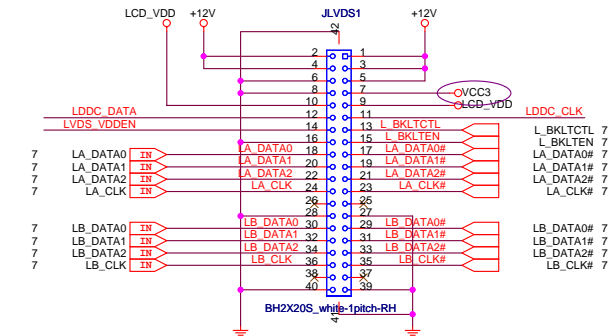 LCD_VDD +12V JLVDS1 +12V
42
2 1
4 3
6 5
8 7 VCC3
10 9 LCD_VDD
LDDC_DATA 12 11 LDDC_CLK
LVDS_VDDEN 14 13 L_BKLTCTL L_BKLTCTL 7
16 15 L_BKLTEN L_BKLTEN 7
7 LA_DATA0 IN LA_DATA0 18 17 LA_DATA0# LA_DATA0# 7
7 LA_DATA1 IN LA_DATA1 20 19 LA_DATA1# LA_DATA1# 7
7 LA_DATA2 IN LA_DATA2 22 21 LA_DATA2# LA_DATA2# 7
7 LA_CLK IN LA_CLK 24 23 LA_CLK# LA_CLK# 7
26 25
28 27
7 LB_DATA0 IN LB_DATA0 30 29 LB_DATA0# LB_DATA0# 7
7 LB_DATA1 IN LB_DATA1 32 31 LB_DATA1# LB_DATA1# 7
7 LB_DATA2 IN LB_DATA2 34 33 LB_DATA2# LB_DATA2# 7
7 LB_CLK IN LB_CLK 36 35 LB_CLK# LB_CLK# 7
38 37
40 39
BH2X20S_white-1pitch-RH
41